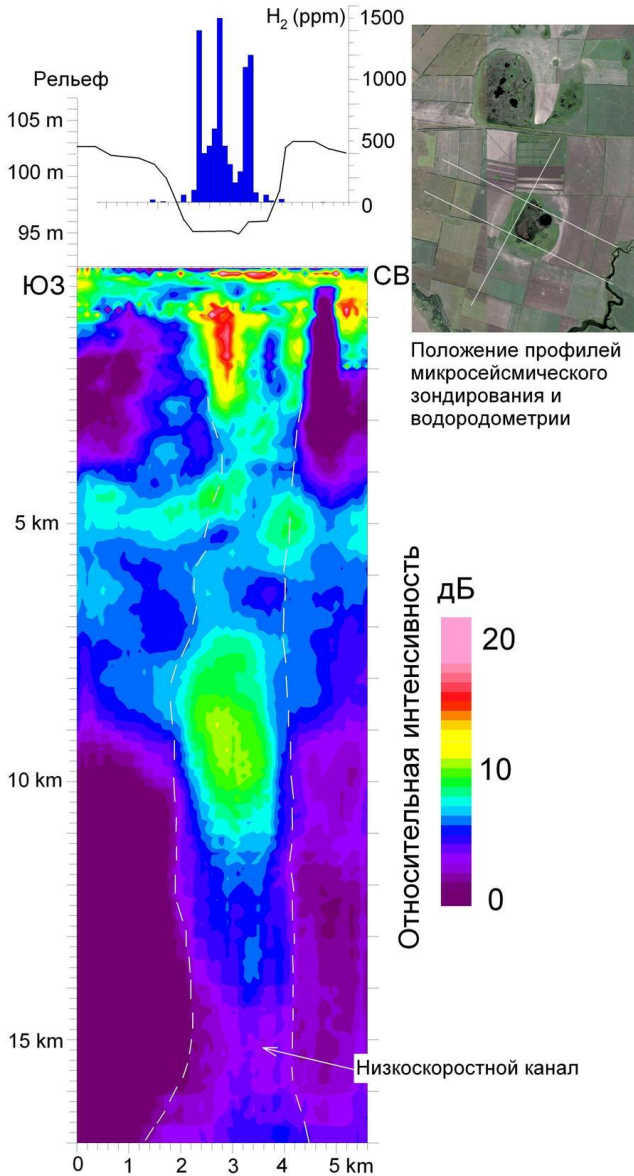 H2 (ppm)
1500
1000
500
0
Рельеф
105 m
100 m
95 m
ЮЗ
СВ
Положение профилей
микросейсмического
зондирования и
водородометрии
5 km
10 km
15 km
Относительная интенсивность
дБ
20
10
0
Низкоскоростной канал
0 1 2 3 4 5 km